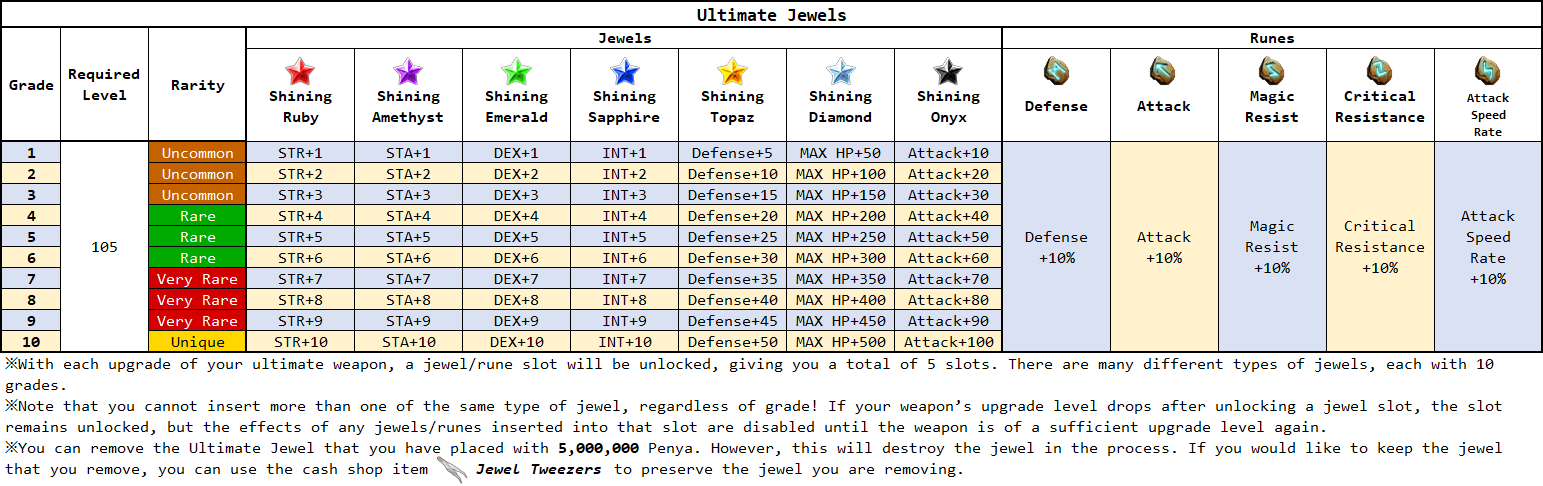 Ultimate Jewels
Grade Required Level Rarity Jewels Runes
Shining Ruby Shining Amethyst Shining Emerald Shining Sapphire Shining Topaz Shining Diamond Shining Onyx Defense Attack Magic Resist Critical Resistance Attack Speed Rate
1 Uncommon STR+1 STA+1 DEX+1 INT+1 Defense+5 MAX HP+50 Attack+10
2 Uncommon STR+2 STA+2 DEX+2 INT+2 Defense+10 MAX HP+100 Attack+20
3 Uncommon STR+3 STA+3 DEX+3 INT+3 Defense+15 MAX HP+150 Attack+30
4 Rare STR+4 STA+4 DEX+4 INT+4 Defense+20 MAX HP+200 Attack+40
5 Rare STR+5 STA+5 DEX+5 INT+5 Defense+25 MAX HP+250 Attack+50
105 Defense +10% Attack +10% Magic Resist +10% Critical Resistance +10% Attack Speed Rate +10%
6 Rare STR+6 STA+6 DEX+6 INT+6 Defense+30 MAX HP+300 Attack+60
7 Very Rare STR+7 STA+7 DEX+7 INT+7 Defense+35 MAX HP+350 Attack+70
8 Very Rare STR+8 STA+8 DEX+8 INT+8 Defense+40 MAX HP+400 Attack+80
9 Very Rare STR+9 STA+9 DEX+9 INT+9 Defense+45 MAX HP+450 Attack+90
10 Unique STR+10 STA+10 DEX+10 INT+10 Defense+50 MAX HP+500 Attack+100
※With each upgrade of your ultimate weapon, a jewel/rune slot will be unlocked, giving you a total of 5 slots. There are many different types of jewels, each with 10
grades.
※Note that you cannot insert more than one of the same type of jewel, regardless of grade! If your weapon’s upgrade level drops after unlocking a jewel slot, the slot
remains unlocked, but the effects of any jewels/runes inserted into that slot are disabled until the weapon is of a sufficient upgrade level again.
※You can remove the Ultimate Jewel that you have placed with 5,000,000 Penya. However, this will destroy the jewel in the process. If you would like to keep the jewel
that you remove, you can use the cash shop item Jewel Tweezers to preserve the jewel you are removing.